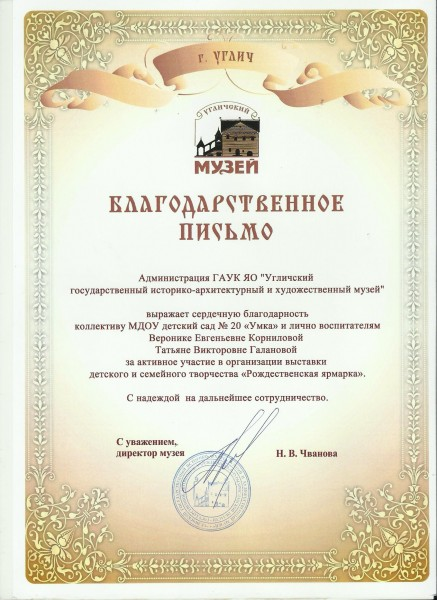 г. УГЛИЧ
УГЛИЧСКИЙ
МУЗЕЙ
БЛАГОДАРСТВЕННОЕ
ПИСЬМО
Администрация ГАУК ЯО "Угличский
государственный историко-архитектурный и художественный музей"
выражает сердечную благодарность
коллективу МДОУ детский сад № 20 «Умка» и лично воспитателям
Веронике Евгеньевне Корниловой
Татьяне Викторовне Галановой
за активное участие в организации выставки
детского и семейного творчества «Рождественская ярмарка».
С надеждой на дальнейшее сотрудничество.
С уважением,
директор музея Н. В. Чванова